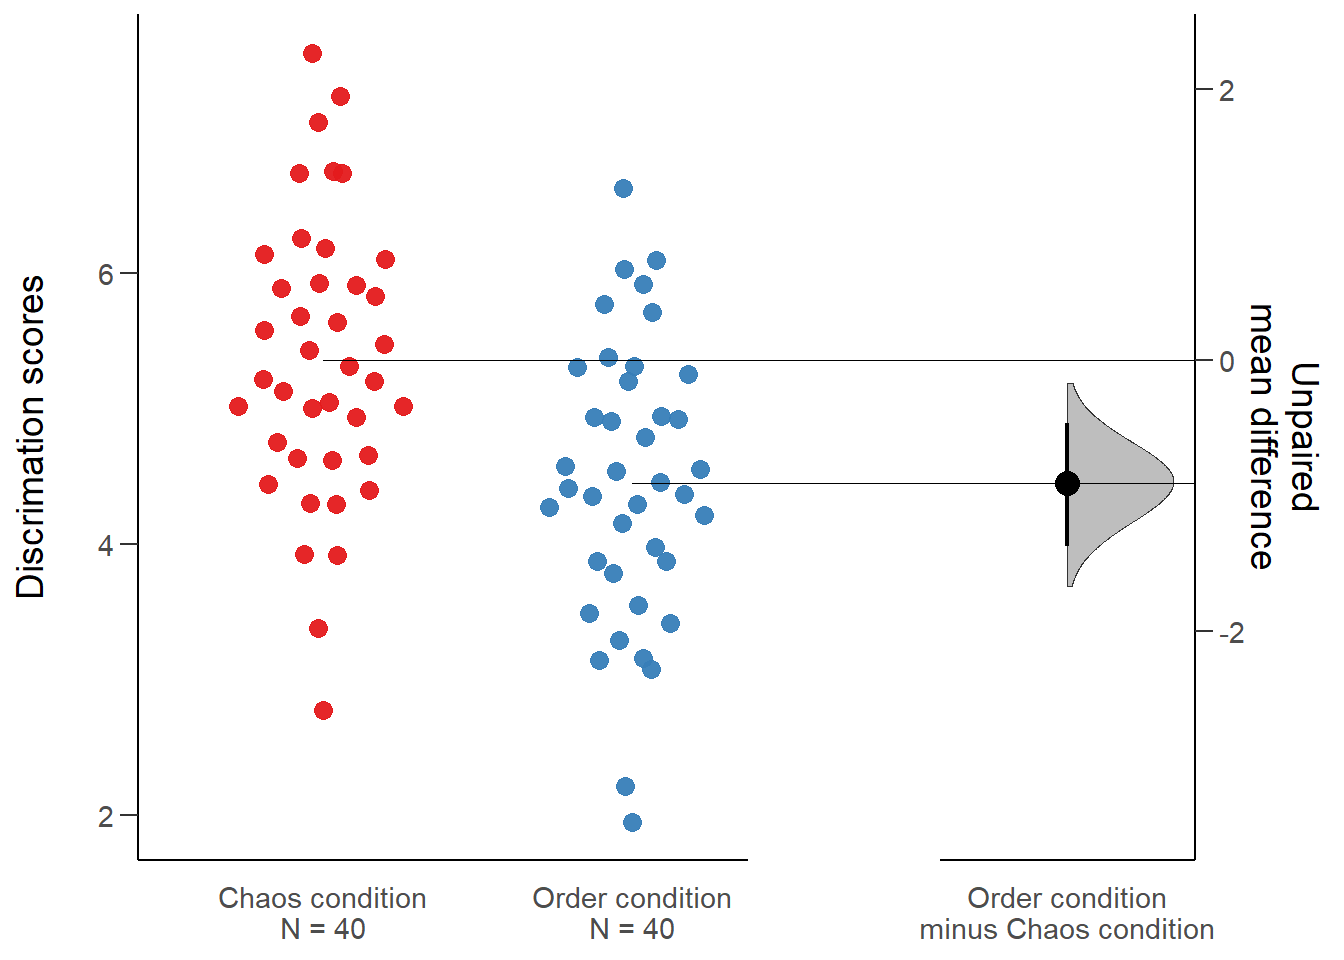 Discrimation scores
6
4
2
2
0
-2
Unpaired
mean difference
Chaos condition
N = 40
Order condition
N = 40
Order condition
minus Chaos condition